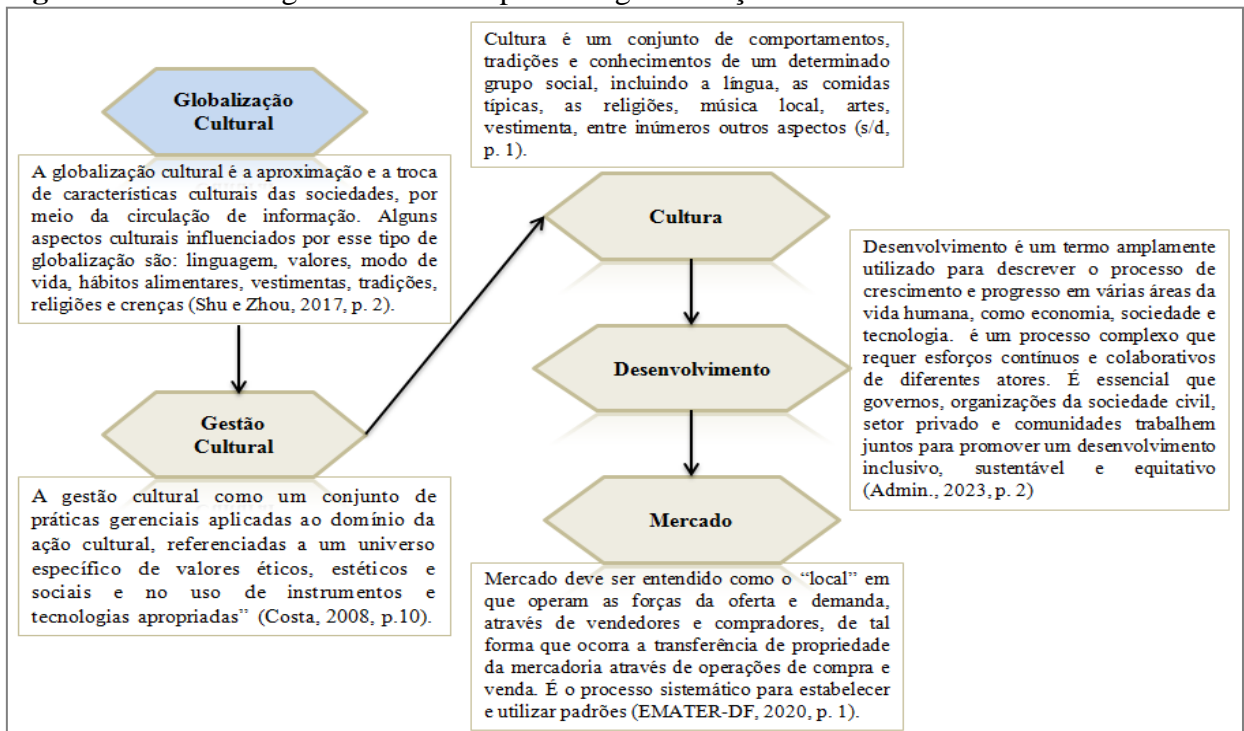 Globalização
Cultural
A globalização cultural é a aproximação e a troca
de características culturais das sociedades, por
meio da circulação de informação. Alguns
aspectos culturais influenciados por esse tipo de
globalização são: linguagem, valores, modo de
vida, hábitos alimentares, vestimentas, tradições,
religiões e crenças (Shu e Zhou, 2017, p. 2).
Gestão
Cultural
A gestão cultural como um conjunto de
práticas gerenciais aplicadas ao domínio da
ação cultural, referenciadas a um universo
específico de valores éticos, estéticos e
sociais e no uso de instrumentos e
tecnologias apropriadas” (Costa, 2008, p.10).
Cultura é um conjunto de comportamentos,
tradições e conhecimentos de um determinado
grupo social, incluindo a língua, as comidas
típicas, as religiões, música local, artes,
vestimenta, entre inúmeros outros aspectos (s/d,
p. 1).
Cultura
Desenvolvimento
Desenvolvimento é um termo amplamente
utilizado para descrever o processo de
crescimento e progresso em várias áreas da
vida humana, como economia, sociedade e
tecnologia. é um processo complexo que
requer esforços contínuos e colaborativos
de diferentes atores. É essencial que
governos, organizações da sociedade civil,
setor privado e comunidades trabalhem
juntos para promover um desenvolvimento
inclusivo, sustentável e equitativo
(Admin., 2023, p. 2)
Mercado
Mercado deve ser entendido como o “local” em
que operam as forças da oferta e demanda,
através de vendedores e compradores, de tal
forma que ocorra a transferência de propriedade
da mercadoria através de operações de compra e
venda. É o processo sistemático para estabelecer
e utilizar padrões (EMATER-DF, 2020, p. 1).